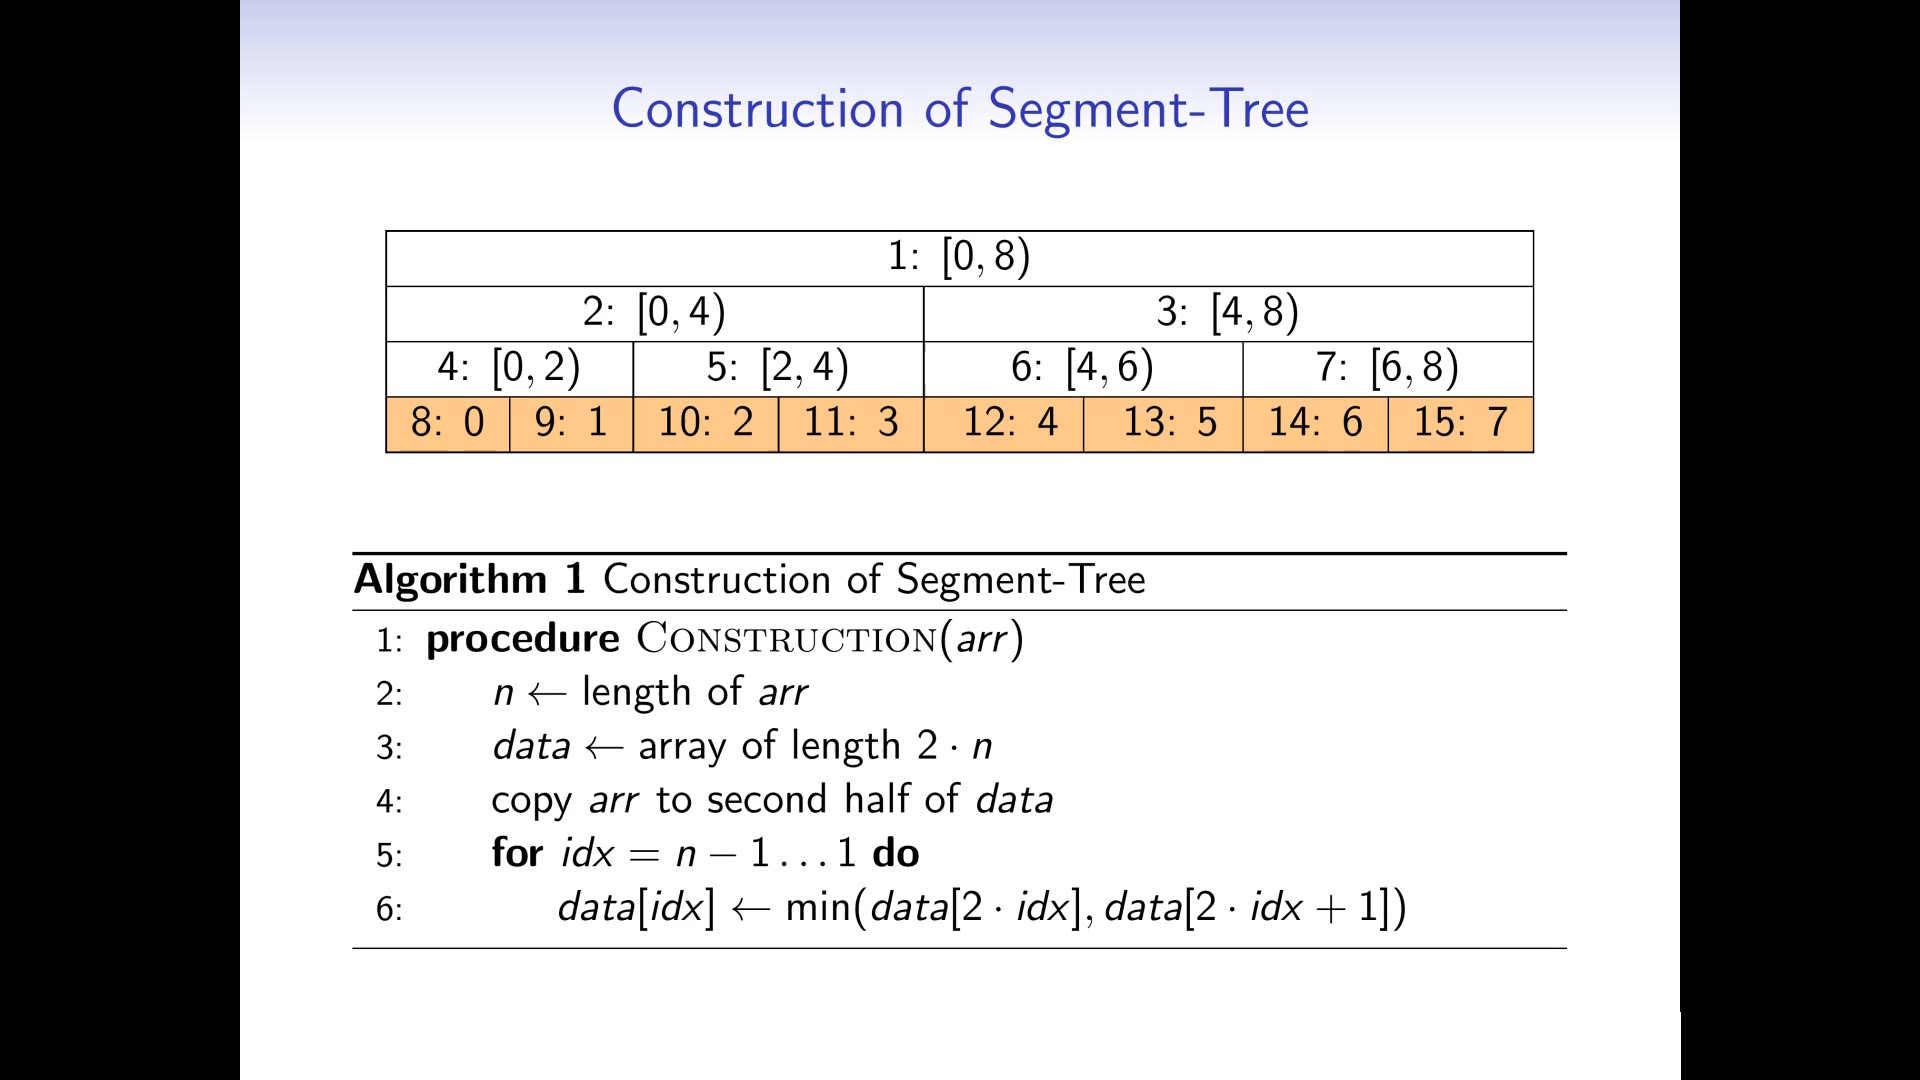 Construction of Segment-Tree
1: [0, 8)
2: [0, 4) 3: [4, 8)
4: [0, 2) 5: [2, 4) 6: [4, 6) 7: [6, 8)
8: 0 9: 1 10: 2 11: 3 12: 4 13: 5 14: 6 15: 7
Algorithm 1 Construction of Segment-Tree
1: procedure CONSTRUCTION(arr)
2: n ← length of arr
3: data ← array of length 2 · n
4: copy arr to second half of data
5: for idx = n − 1 . . . 1 do
6: data[idx] ← min(data[2 · idx], data[2 · idx + 1])